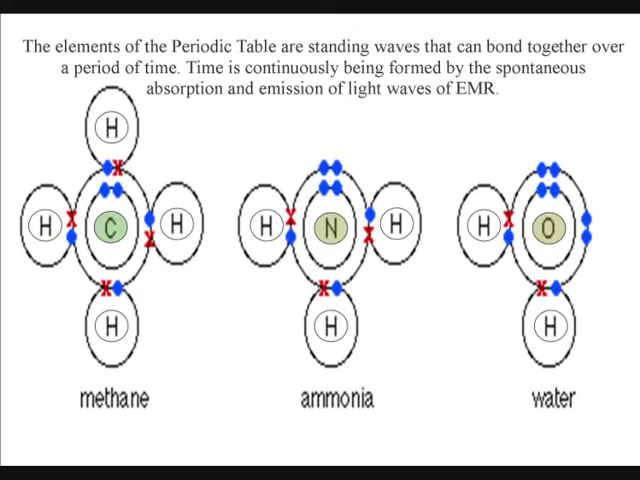 The elements of the Periodic Table are standing waves that can bond together over
a period of time. Time is continuously being formed by the spontaneous
absorption and emission of light waves of EMR.
H
H C H H N H H O
H H H
methane ammonia water